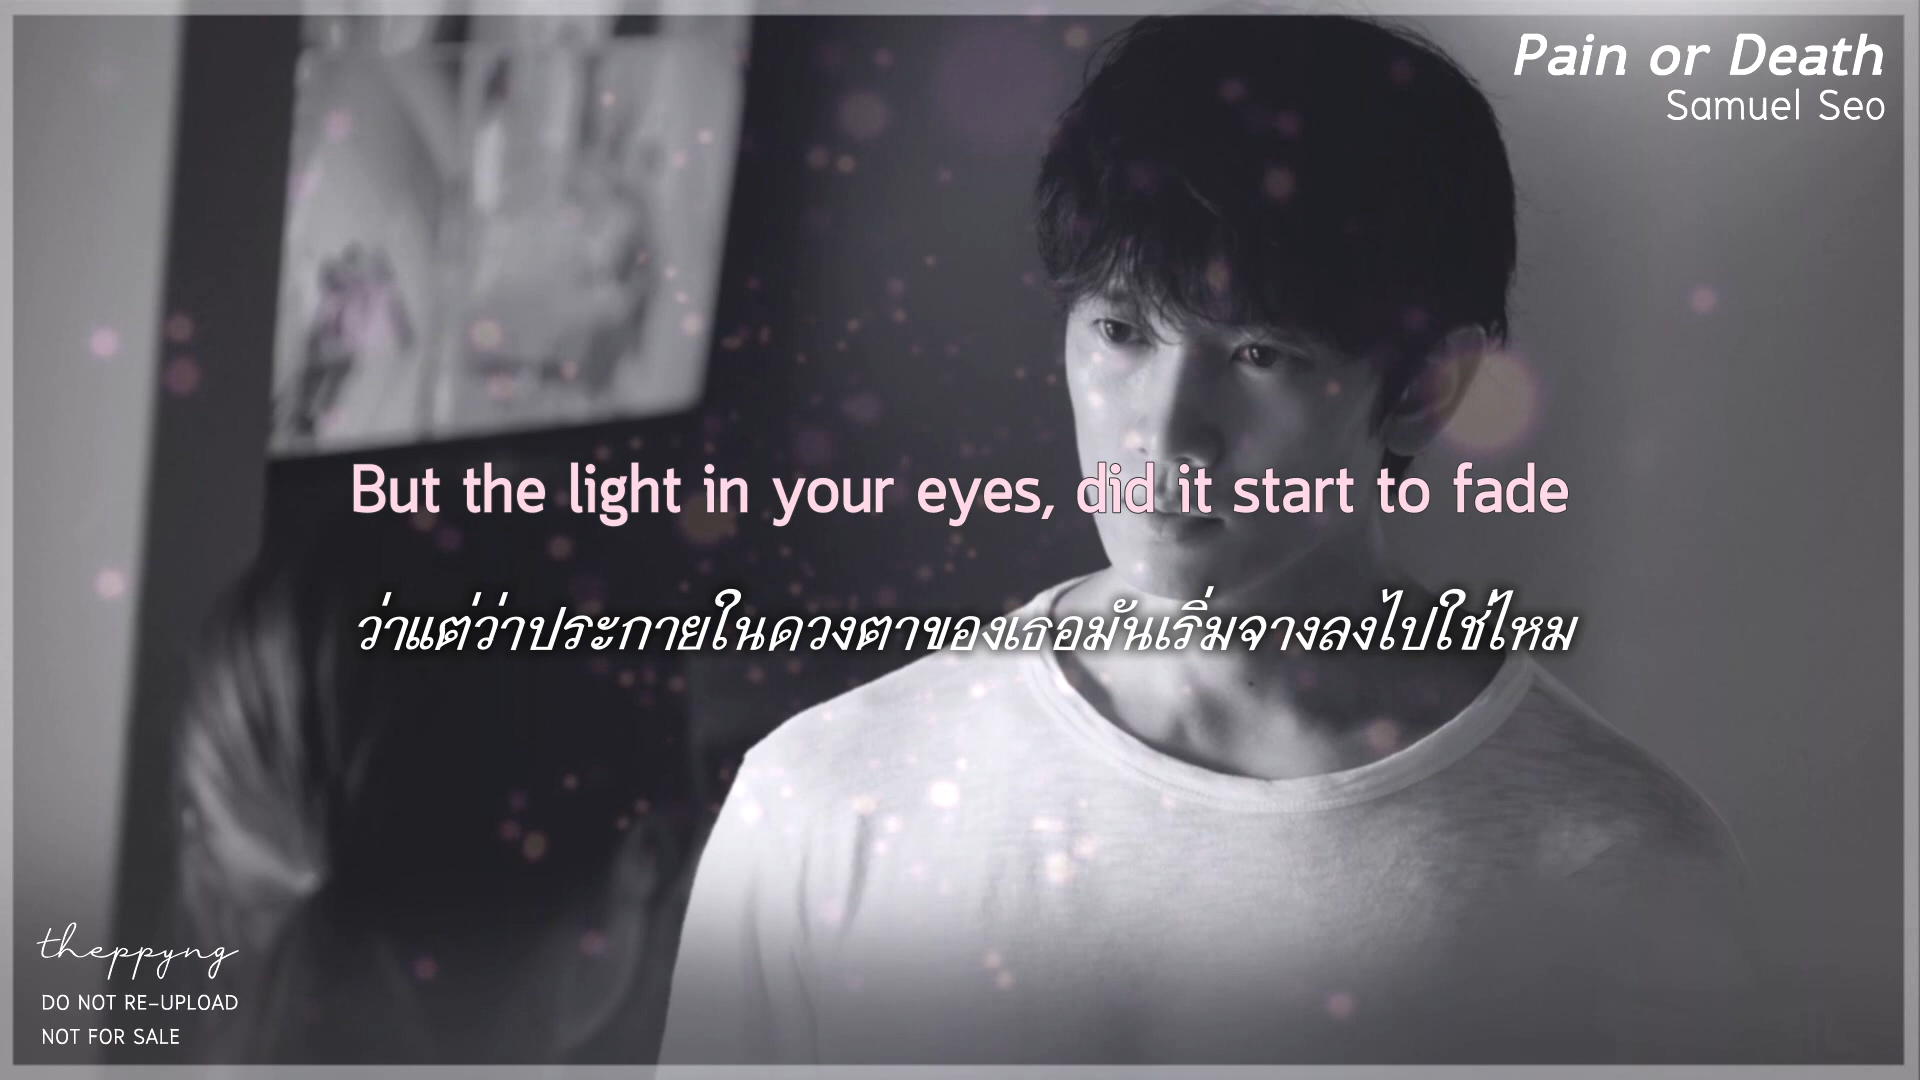 Pain or Death
Samuel Seo
But the light in your eyes, did it start to fade
ว่าแต่ว่าประกายในดวงตาของเธอมันเริ่มจางลงไปใช่ไหม
theppyng
DO NOT RE-UPLOAD
NOT FOR SALE